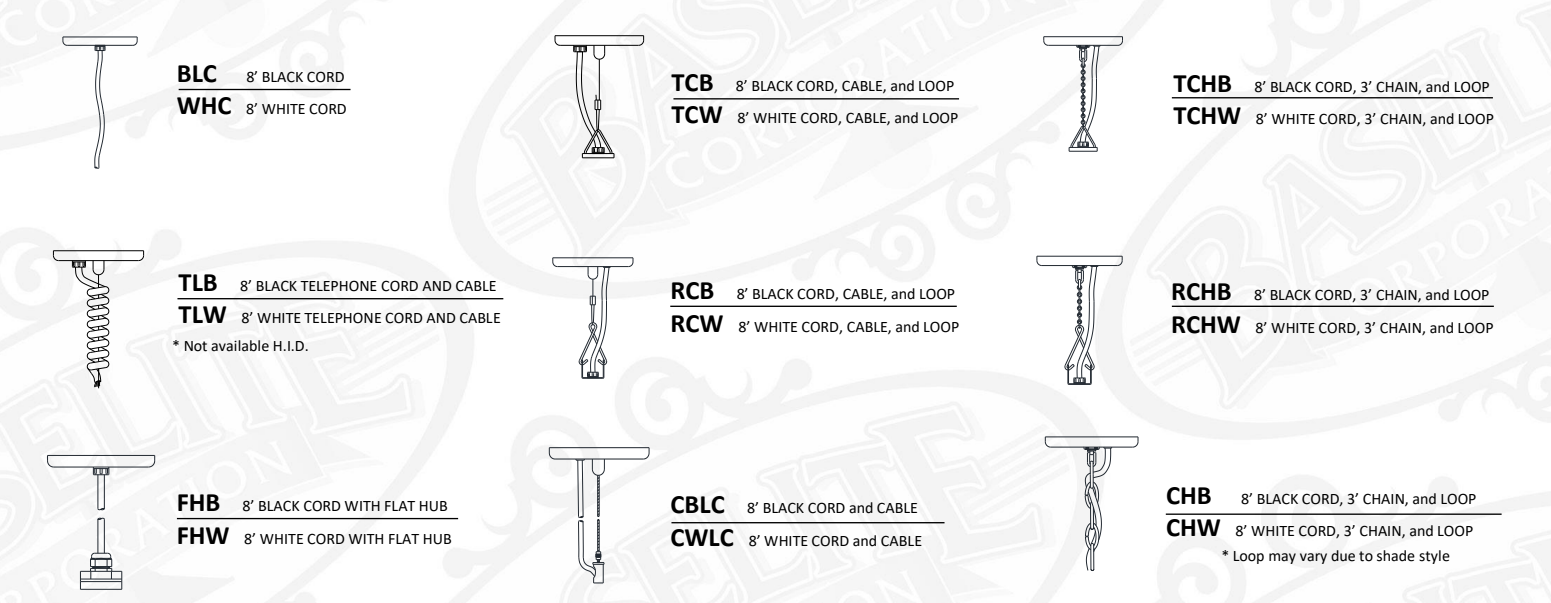 BLC 8’ BLACK CORD
WHC 8’ WHITE CORD
TCB 8’ BLACK CORD, CABLE, and LOOP
TCW 8’ WHITE CORD, CABLE, and LOOP
TCHB 8’ BLACK CORD, 3’ CHAIN, and LOOP
TCHW 8’ WHITE CORD, 3’ CHAIN, and LOOP
TLB 8’ BLACK TELEPHONE CORD AND CABLE
TLW 8’ WHITE TELEPHONE CORD AND CABLE
* Not available H.I.D.
RCB 8’ BLACK CORD, CABLE, and LOOP
RCW 8’ WHITE CORD, CABLE, and LOOP
RCHB 8’ BLACK CORD, 3’ CHAIN, and LOOP
RCHW 8’ WHITE CORD, 3’ CHAIN, and LOOP
FHB 8’ BLACK CORD WITH FLAT HUB
FHW 8’ WHITE CORD WITH FLAT HUB
CBLC 8’ BLACK CORD and CABLE
CWLC 8’ WHITE CORD and CABLE
CHB 8’ BLACK CORD, 3’ CHAIN, and LOOP
CHW 8’ WHITE CORD, 3’ CHAIN, and LOOP
* Loop may vary due to shade style
BASELITE
CORPORATION